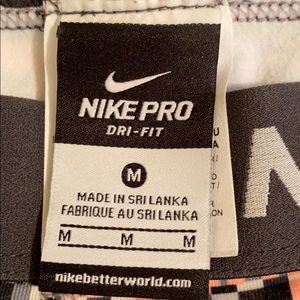 NIKE PRO
DRI-FIT
M
MADE IN SRI LANKA
FABRIQUE AU SRI LANKA
M M M
nikebetterworld.com